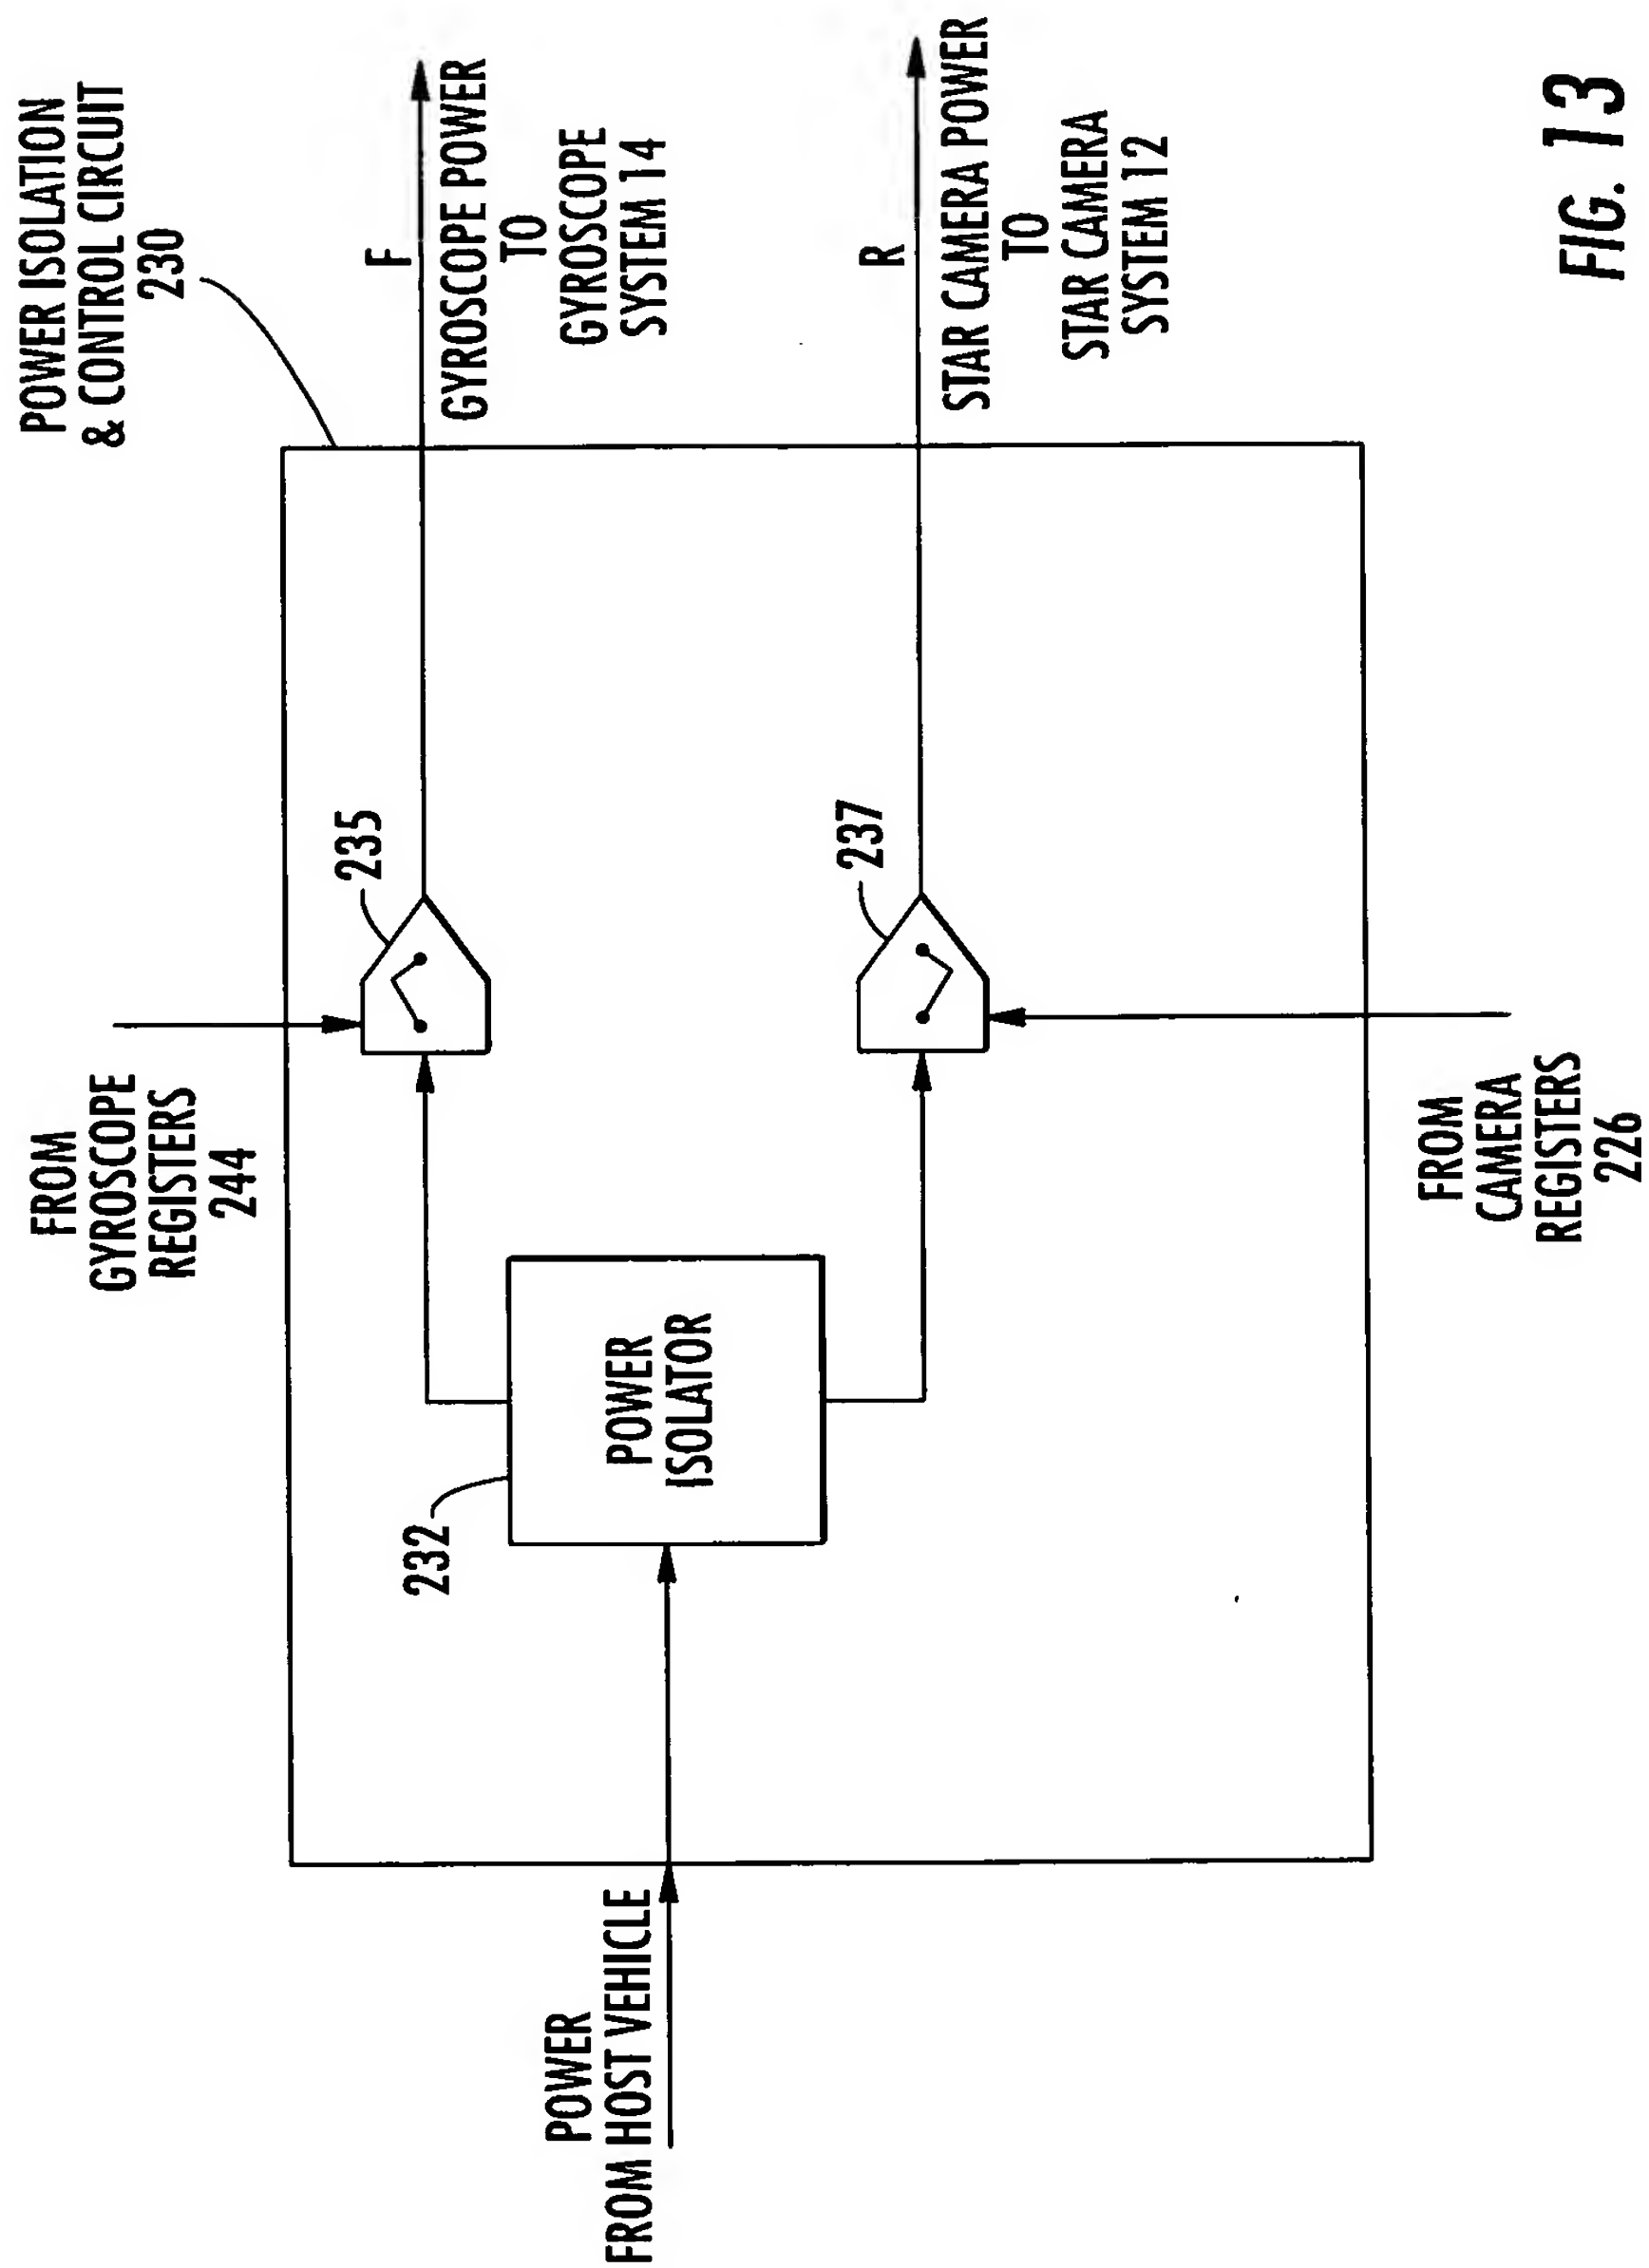 POWER ISOLATION
& CONTROL CIRCUIT
230
FROM
GYROSCOPE
REGISTERS
244
235
F
GYROSCOPE POWER
TO
GYROSCOPE
SYSTEM 14
232
POWER
ISOLATOR
POWER
FROM HOST VEHICLE
237
R
STAR CAMERA POWER
TO
STAR CAMERA
SYSTEM 12
FROM
CAMERA
REGISTERS
226
FIG. 13